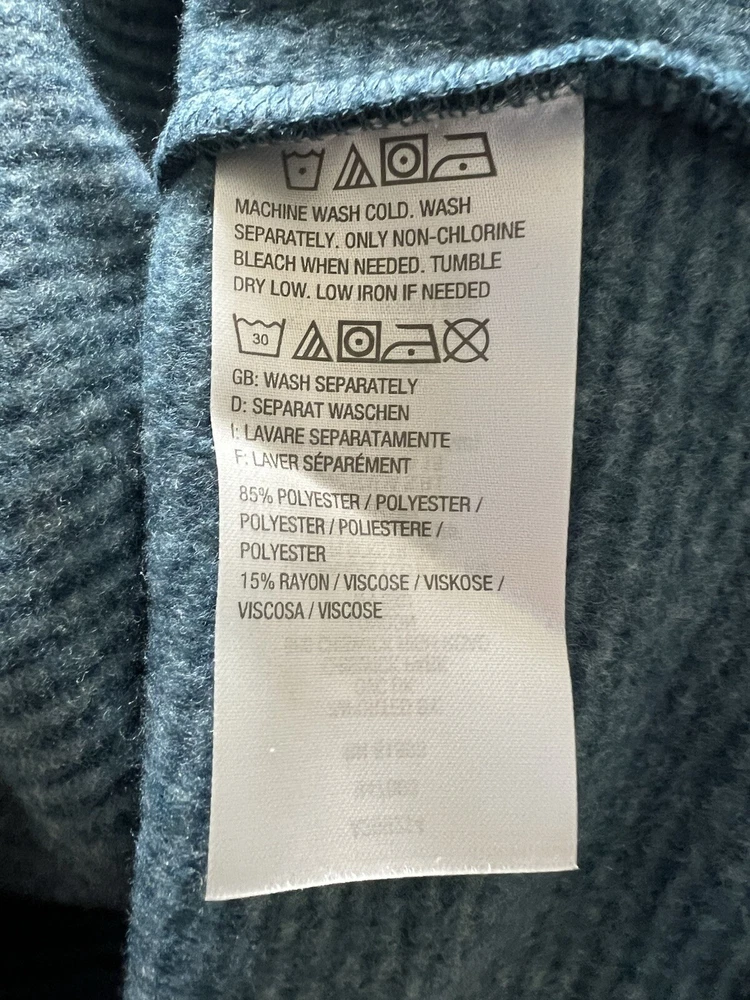 MACHINE WASH COLD. WASH
SEPARATELY. ONLY NON-CHLORINE
BLEACH WHEN NEEDED. TUMBLE
DRY LOW. LOW IRON IF NEEDED
30
GB: WASH SEPARATELY
D: SEPARAT WASCHEN
I: LAVARE SEPARATAMENTE
F: LAVER SÉPARÉMENT
85% POLYESTER / POLYESTER /
POLYESTER / POLIESTERE /
POLYESTER
15% RAYON / VISCOSE / VISKOSE /
VISCOSA / VISCOSE